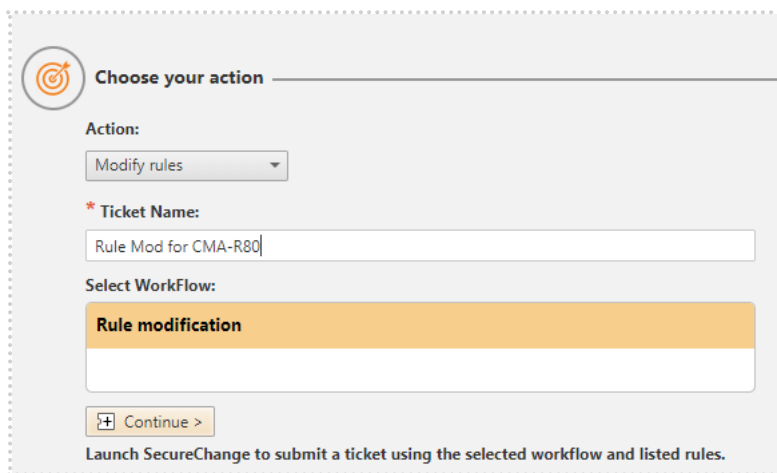 Choose your action
Action:
Modify rules
* Ticket Name:
Rule Mod for CMA-R80
Select WorkFlow:
Rule modification
Continue >
Launch SecureChange to submit a ticket using the selected workflow and listed rules.